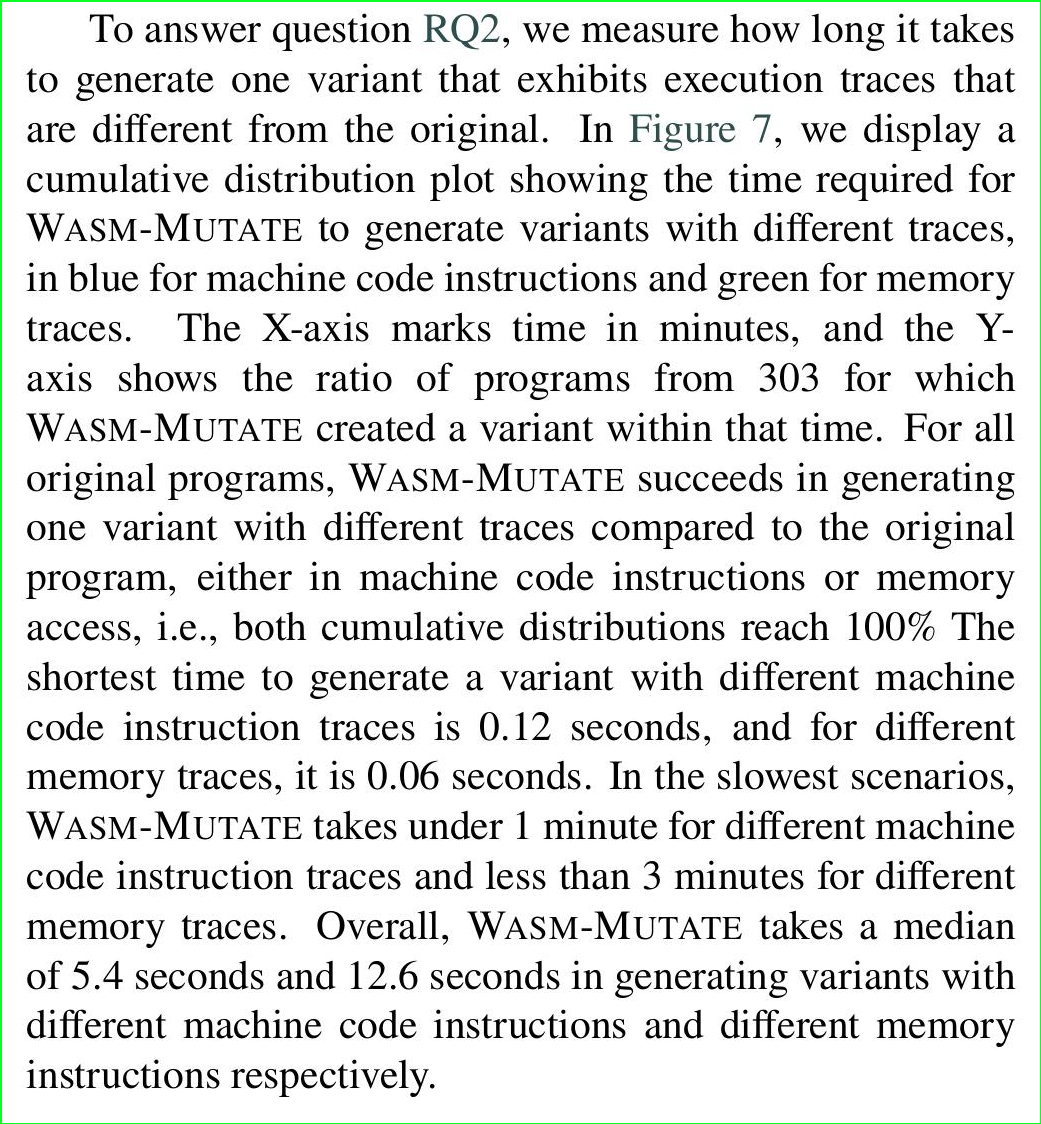 To answer question RQ2, we measure how long it takes
to generate one variant that exhibits execution traces that
are different from the original. In Figure 7, we display a
cumulative distribution plot showing the time required for
WASM-MUTATE to generate variants with different traces,
in blue for machine code instructions and green for memory
traces. The X-axis marks time in minutes, and the Y-
axis shows the ratio of programs from 303 for which
WASM-MUTATE created a variant within that time. For all
original programs, WASM-MUTATE succeeds in generating
one variant with different traces compared to the original
program, either in machine code instructions or memory
access, i.e., both cumulative distributions reach 100% The
shortest time to generate a variant with different machine
code instruction traces is 0.12 seconds, and for different
memory traces, it is 0.06 seconds. In the slowest scenarios,
WASM-MUTATE takes under 1 minute for different machine
code instruction traces and less than 3 minutes for different
memory traces. Overall, WASM-MUTATE takes a median
of 5.4 seconds and 12.6 seconds in generating variants with
different machine code instructions and different memory
instructions respectively.